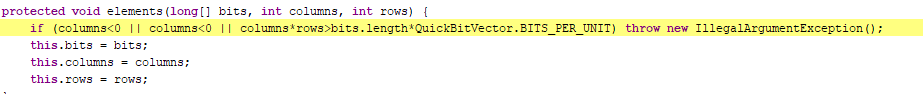 protected void elements(long[] bits, int columns, int rows) {
if (columns<0 || columns<0 || columns*rows>bits.length*QuickBitVector.BITS_PER_UNIT) throw new IllegalArgumentException();
this.bits = bits;
this.columns = columns;
this.rows = rows;